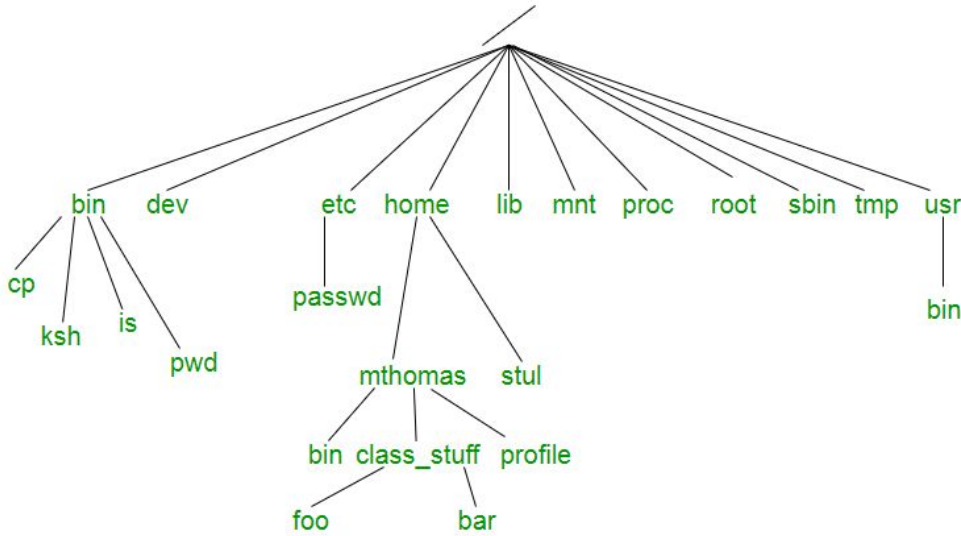 /
bin dev etc home lib mnt proc root sbin tmp usr
cp
passwd
bin
is
ksh
pwd
mthomas stul
bin class_stuff profile
foo bar